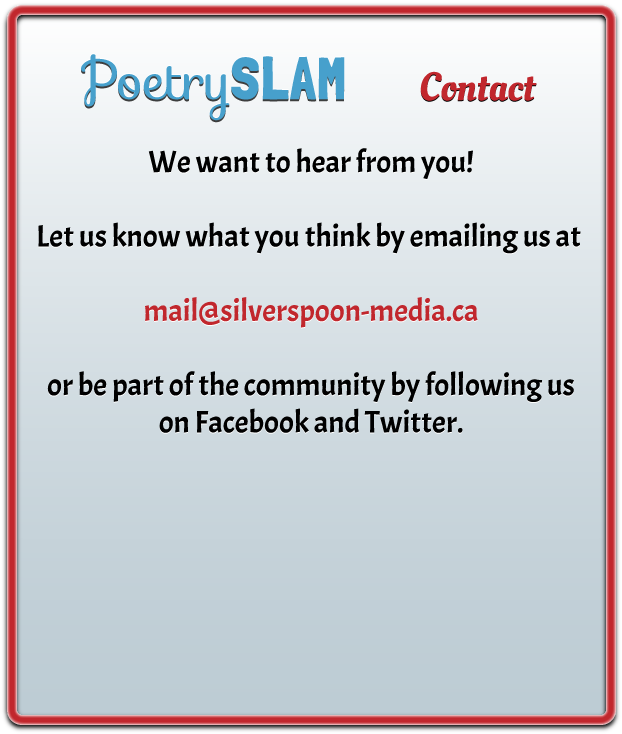 PoetrySLAM Contact
We want to hear from you!
Let us know what you think by emailing us at
mail@silverspoon-media.ca
or be part of the community by following us
on Facebook and Twitter.